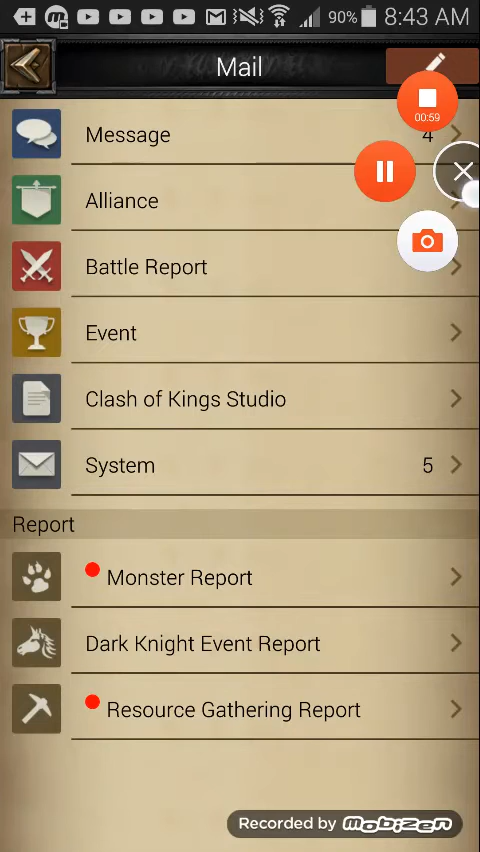 90% 8:43 AM
Mail
00:59
Message 4
Alliance
Battle Report
Event
Clash of Kings Studio
System 5
Report
Monster Report
Dark Knight Event Report
Resource Gathering Report
Recorded by mobizen